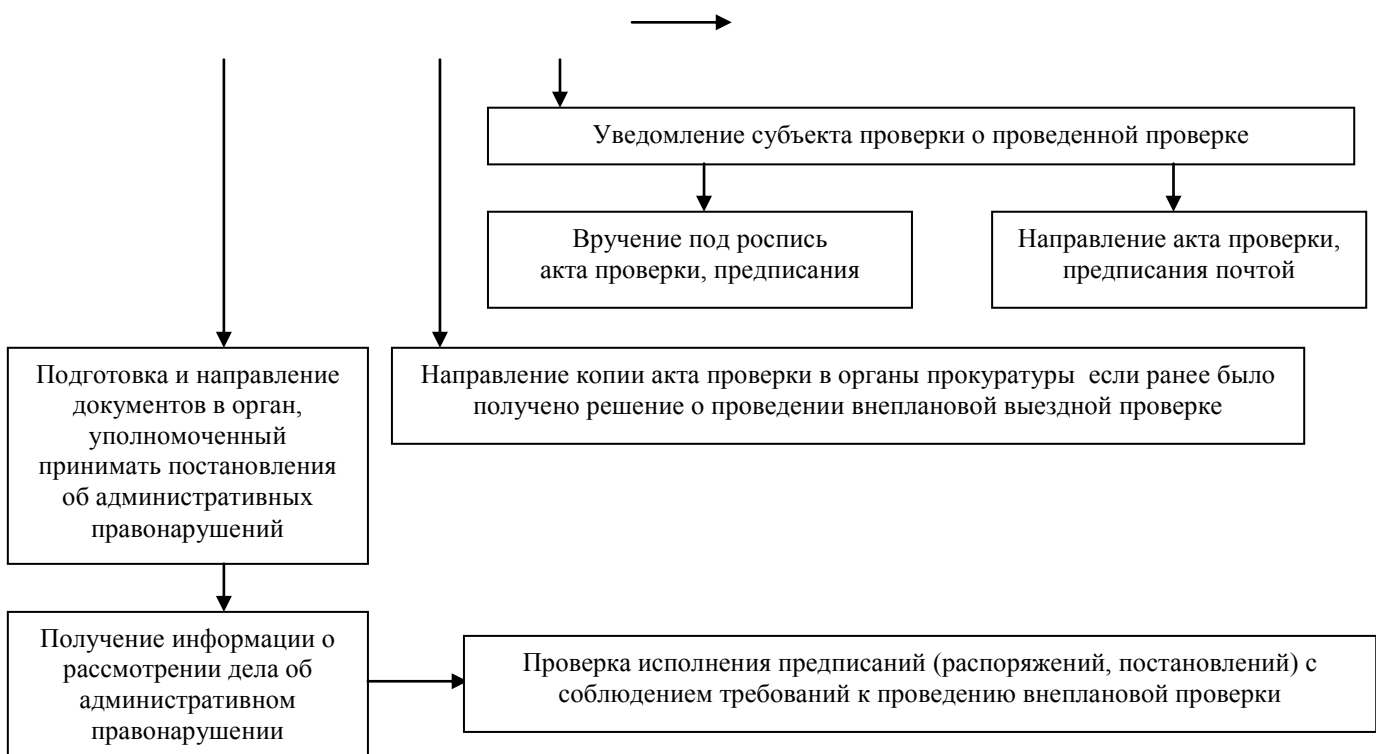 Уведомление субъекта проверки о проведенной проверке
Вручение под роспись
акта проверки, предписания
Направление акта проверки,
предписания почтой
Подготовка и направление
документов в орган,
уполномоченный
принимать постановления
об административных
правонарушений
Направление копии акта проверки в органы прокуратуры если ранее было
получено решение о проведении внеплановой выездной проверке
Получение информации о
рассмотрении дела об
административном
правонарушении
Проверка исполнения предписаний (распоряжений, постановлений) с
соблюдением требований к проведению внеплановой проверки